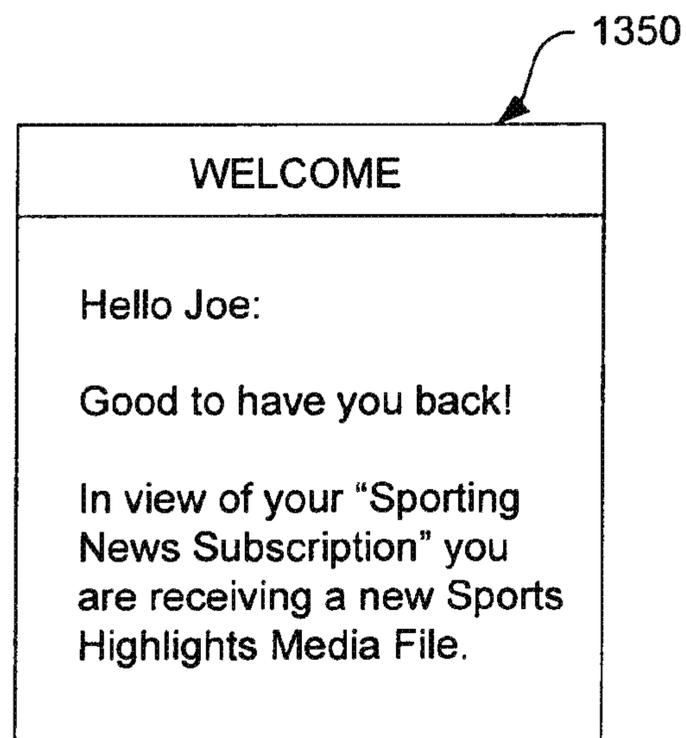 1350
WELCOME
Hello Joe:
Good to have you back!
In view of your “Sporting
News Subscription” you
are receiving a new Sports
Highlights Media File.